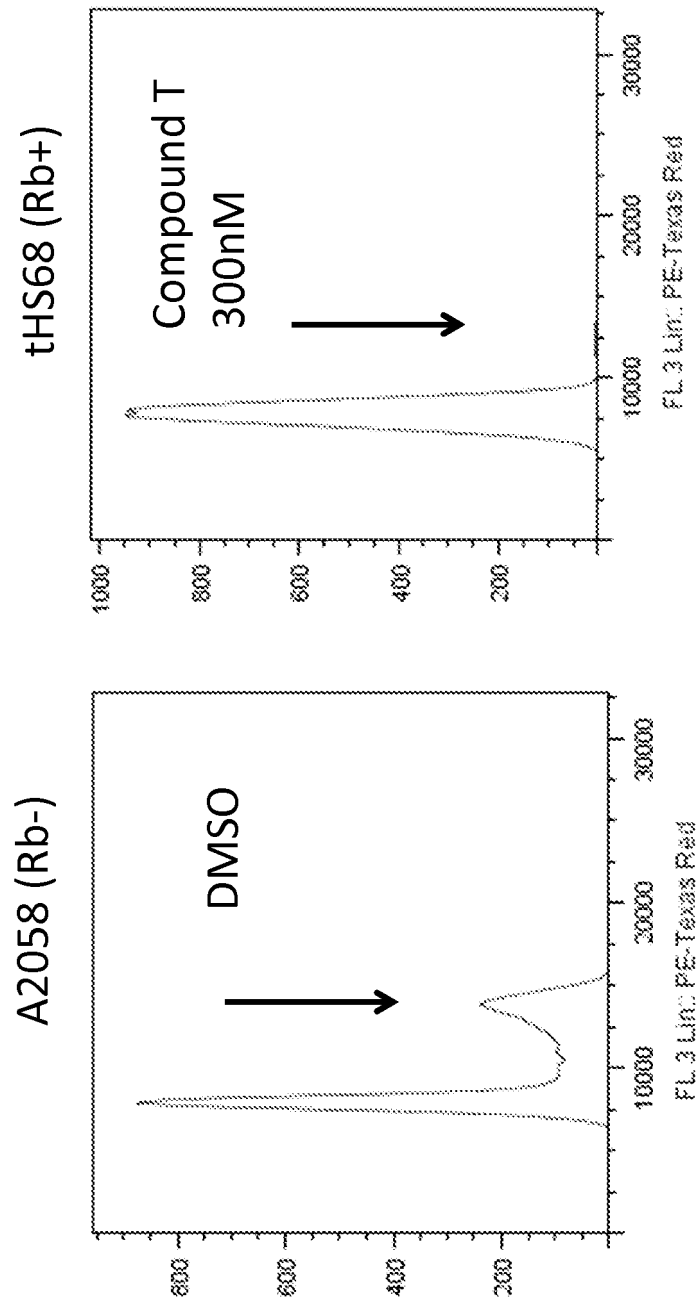 A2058 (Rb-)
DMSO
800
600
400
200
10000
20000
30000
FL 3 Lin:: PE-Texas Red
tHS68 (Rb+)
Compound T
300nM
1000
800
600
400
200
10000
20000
30000
FL 3 Lin:: PE-Texas Red